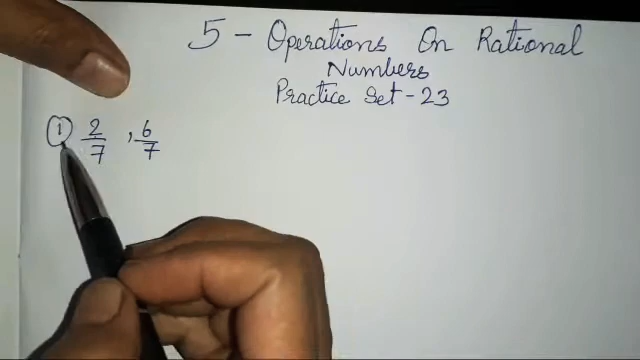 5 - Operations On Rational
Numbers
Practice Set - 23
① 2/7 , 6/7